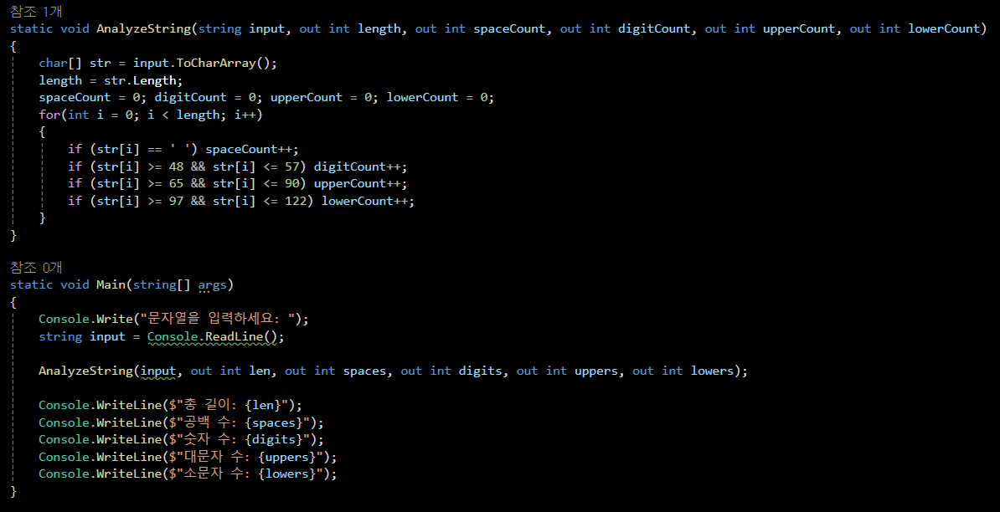 참조 1개
static void AnalyzeString(string input, out int length, out int spaceCount, out int digitCount, out int upperCount, out int lowerCount)
{
char[] str = input.ToCharArray();
length = str.Length;
spaceCount = 0; digitCount = 0; upperCount = 0; lowerCount = 0;
for(int i = 0; i < length; i++)
{
if (str[i] == ' ') spaceCount++;
if (str[i] >= 48 && str[i] <= 57) digitCount++;
if (str[i] >= 65 && str[i] <= 90) upperCount++;
if (str[i] >= 97 && str[i] <= 122) lowerCount++;
}
}
참조 0개
static void Main(string[] args)
{
Console.Write("문자열을 입력하세요: ");
string input = Console.ReadLine();
AnalyzeString(input, out int len, out int spaces, out int digits, out int uppers, out int lowers);
Console.WriteLine($"총 길이: {len}");
Console.WriteLine($"공백 수: {spaces}");
Console.WriteLine($"숫자 수: {digits}");
Console.WriteLine($"대문자 수: {uppers}");
Console.WriteLine($"소문자 수: {lowers}");
}